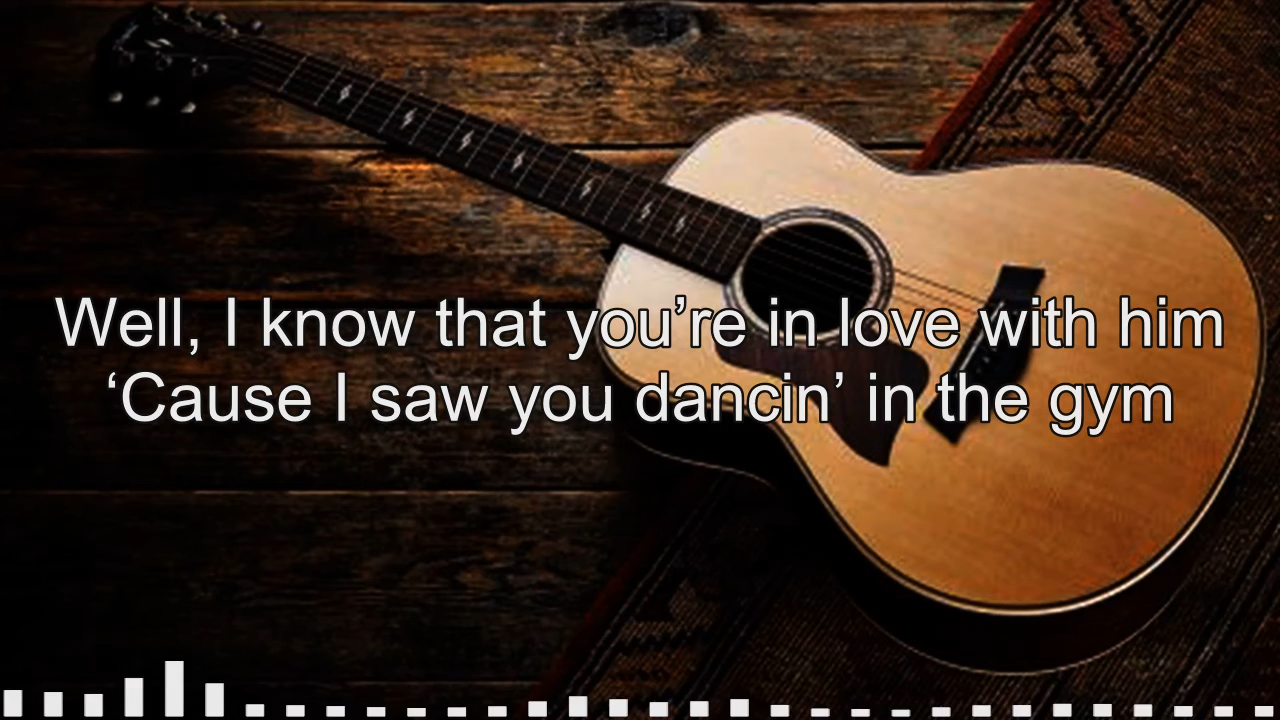 Well, I know that you’re in love with him
‘Cause I saw you dancin’ in the gym